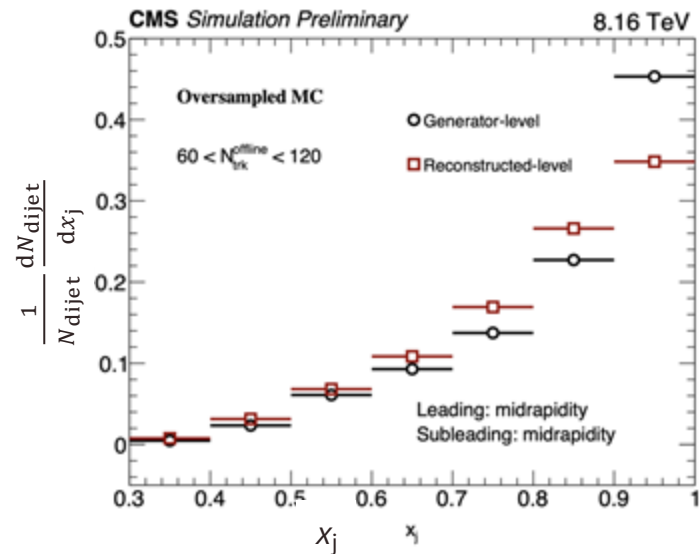 CMS Simulation Preliminary 8.16 TeV
Oversampled MC
60 < N_trk^offline < 120
Generator-level
Reconstructed-level
1/N_dijet dN_dijet/dx_j
0.5
0.4
0.3
0.2
0.1
0
Leading: midrapidity
Subleading: midrapidity
0.3 0.4 0.5 0.6 0.7 0.8 0.9 1
X_j x_j